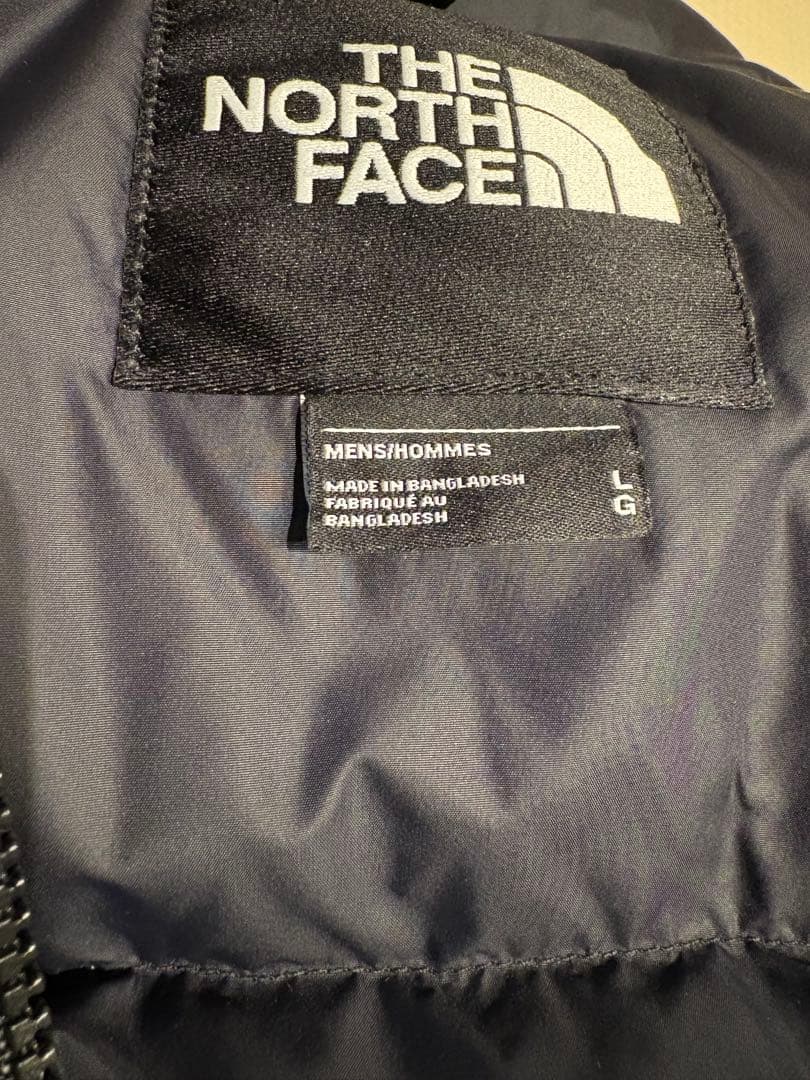 THE
NORTH
FACE
MENS/HOMMES
MADE IN BANGLADESH
FABRIQUÉ AU
BANGLADESH
L
G